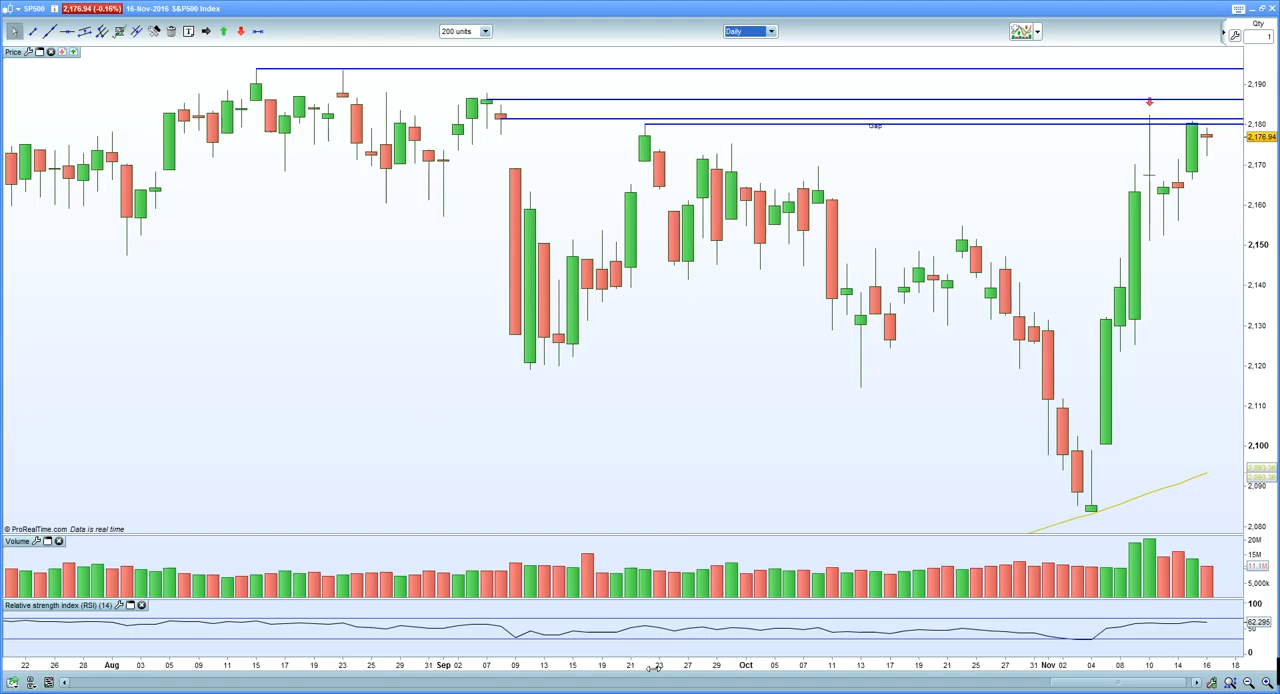 SP500 2,176.94 (-0.16%) 16-Nov-2016 S&P500 Index
Qty
200 units Daily 1
Price
2,190
2,180
Gap
2,176.94
2,170
2,160
2,150
2,140
2,130
2,120
2,110
2,100
2,090
© ProRealTime.com Data is real time
2,080
Volume
20M
15M
11.1M
5,000k
Relative strength index (RSI) (14)
100
62.295
50
0
22 26 28 Aug 03 05 09 11 15 17 19 23 25 29 31 Sep 02 07 09 13 15 19 21 23 27 29 Oct 05 07 11 13 17 19 21 25 27 31 Nov 02 04 08 10 14 16 18